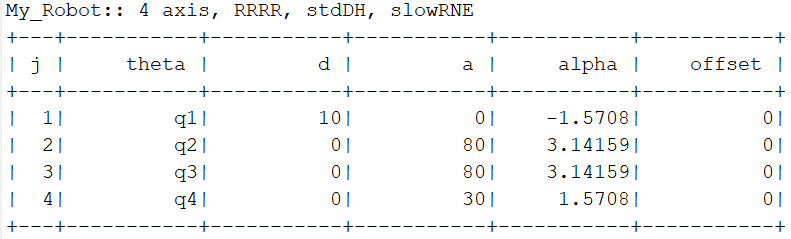 My_Robot:: 4 axis, RRRR, stdDH, slowRNE
+---+-----------+-----------+-----------+-----------+-----------+
| j |     theta |         d |         a |     alpha |    offset |
+---+-----------+-----------+-----------+-----------+-----------+
|  1|         q1|         10|          0|    -1.5708|          0|
|  2|         q2|          0|         80|    3.14159|          0|
|  3|         q3|          0|         80|    3.14159|          0|
|  4|         q4|          0|         30|     1.5708|          0|
+---+-----------+-----------+-----------+-----------+-----------+